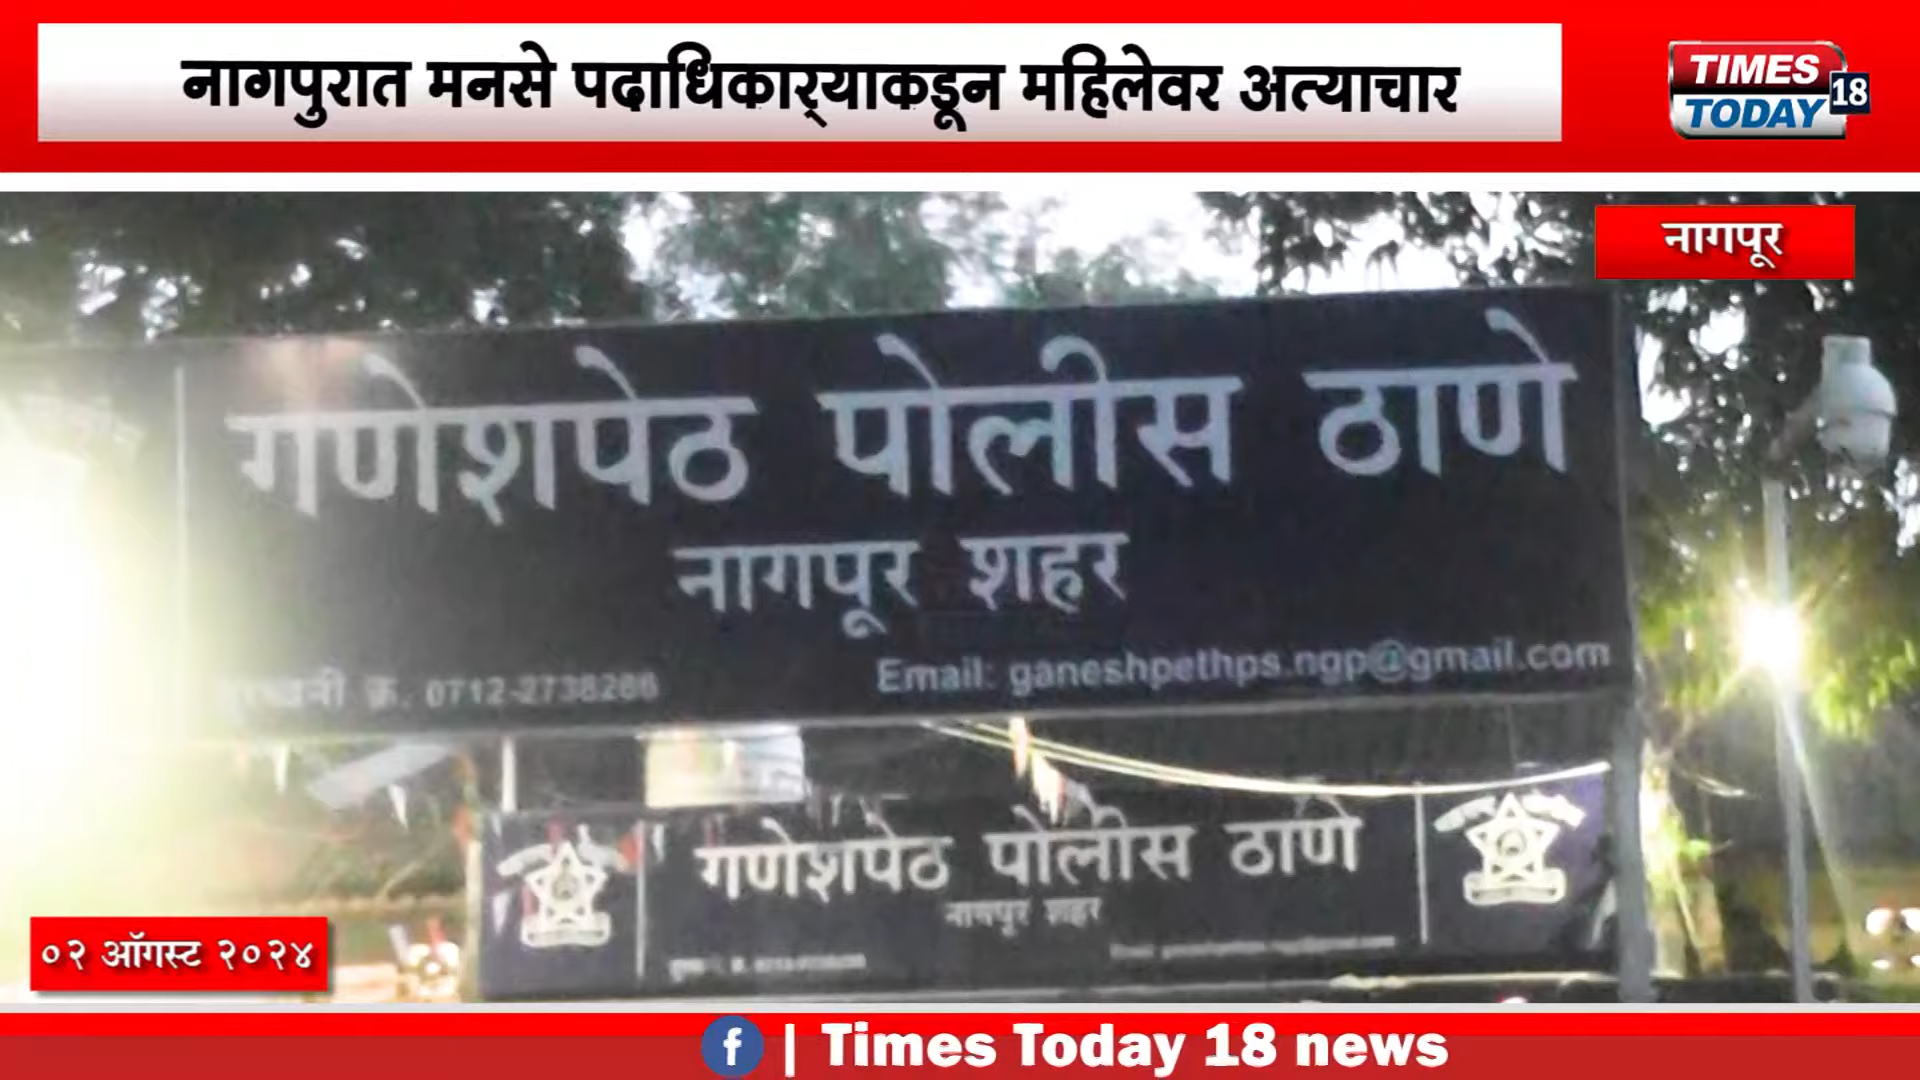 नागपुरात मनसे पदाधिकाऱ्याकडून महिलेवर अत्याचार
TIMES
TODAY 18
नागपूर
गणेशपेठ पोलीस ठाणे
नागपूर शहर
क्र. 0712-2738286
Email: ganeshpethps.ngp@gmail.com
गणेशपेठ पोलीस ठाणे
नागपूर शहर
०२ ऑगस्ट २०२४
f | Times Today 18 news